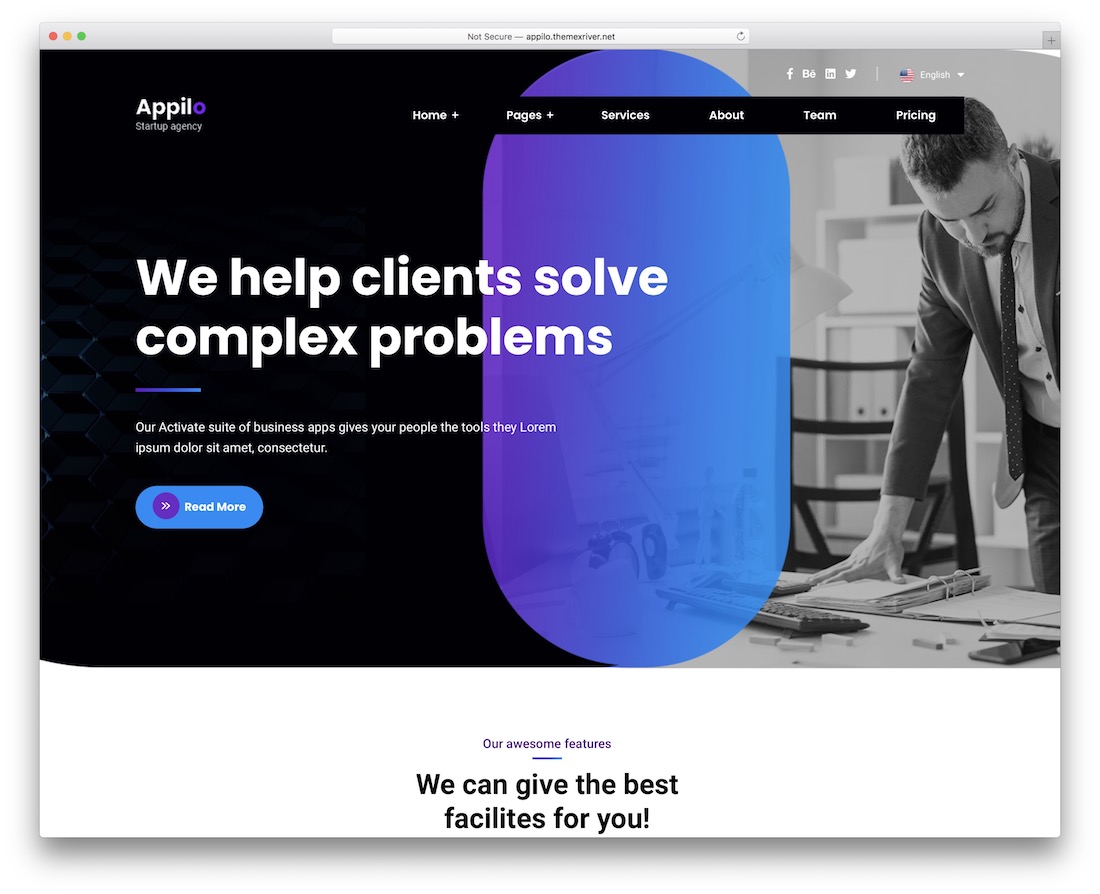 Not Secure — appilo.themexriver.net
Bē
English
Appilo
Startup agency
Home + Pages + Services About Team Pricing
We help clients solve
complex problems
Our Activate suite of business apps gives your people the tools they Lorem
ipsum dolor sit amet, consectetur.
Read More
Our awesome features
We can give the best
facilites for you!